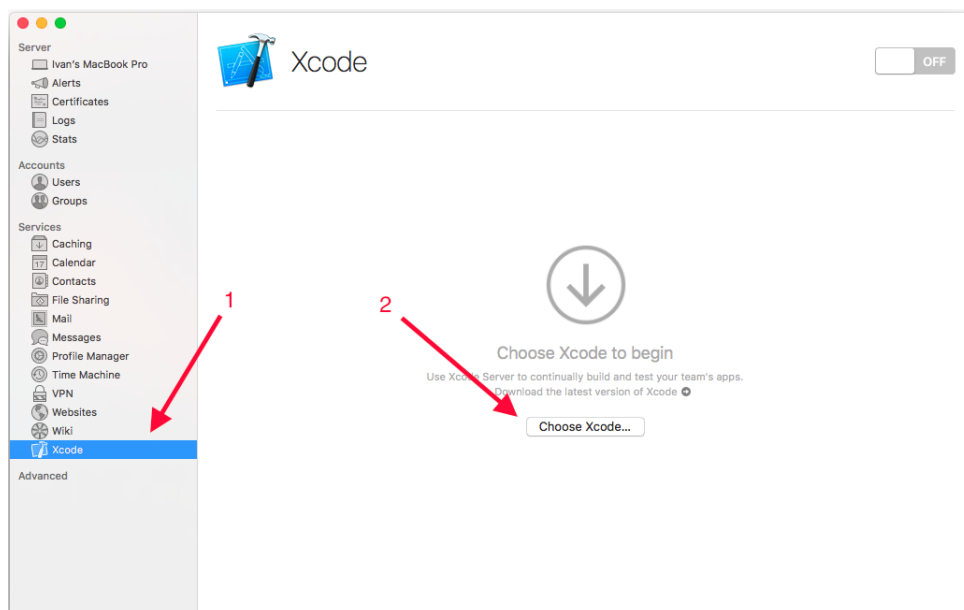 Server
Ivan's MacBook Pro
Alerts
Certificates
Logs
Stats
Accounts
Users
Groups
Services
Caching
17 Calendar
Contacts
File Sharing
Mail
Messages
Profile Manager
Time Machine
VPN
Websites
Wiki
Xcode
Advanced
Xcode
OFF
1
2
Choose Xcode to begin
Use Xcode Server to continually build and test your team's apps.
Download the latest version of Xcode
Choose Xcode...